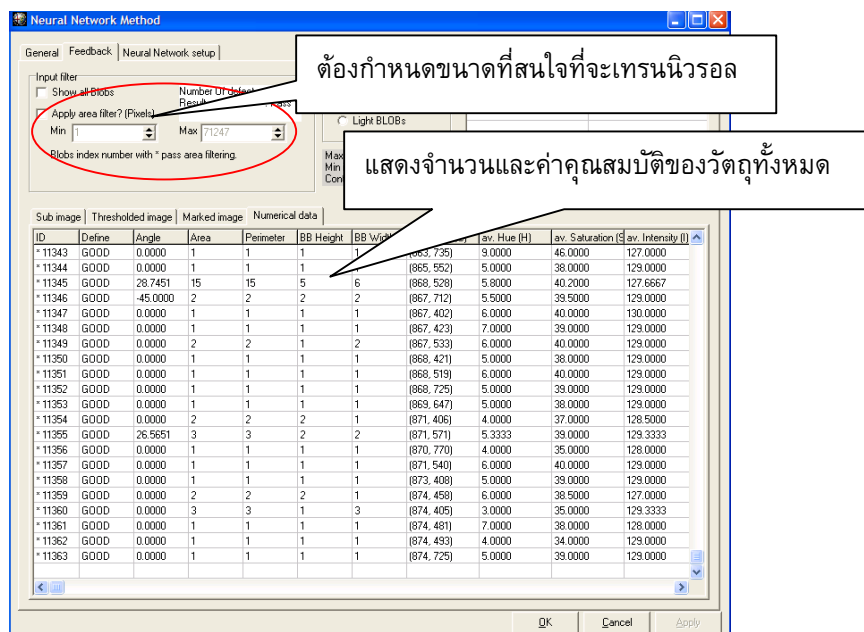 Neural Network Method
General Feedback Neural Network setup
ต้องกำหนดขนาดที่สนใจที่จะเทรนนิวรอล
Input filter
Show all Blobs
Number Of defect
Result
Pass
Apply area filter? (Pixels)
Light BLOBs
Min 1 Max 71247
Blobs index number with * pass area filtering.
Max
Min
แสดงจำนวนและค่าคุณสมบัติของวัตถุทั้งหมด
Sub image Thresholded image Marked image Numerical data
ID Define Angle Area Perimeter BB Height BB Width av. Hue (H) av. Saturation (S av. Intensity (I)
* 11343 GOOD 0.0000 1 1 1 1 (863, 735) 9.0000 46.0000 127.0000
* 11344 GOOD 0.0000 1 1 1 1 (865, 552) 5.0000 38.0000 129.0000
* 11345 GOOD 28.7451 15 15 5 6 (868, 528) 5.8000 40.2000 127.6667
* 11346 GOOD -45.0000 2 2 2 2 (867, 712) 5.5000 39.5000 129.0000
* 11347 GOOD 0.0000 1 1 1 1 (867, 402) 6.0000 40.0000 130.0000
* 11348 GOOD 0.0000 1 1 1 1 (867, 423) 7.0000 39.0000 129.0000
* 11349 GOOD 0.0000 2 2 1 2 (867, 533) 6.0000 40.0000 129.0000
* 11350 GOOD 0.0000 1 1 1 1 (868, 421) 5.0000 38.0000 129.0000
* 11351 GOOD 0.0000 1 1 1 1 (868, 519) 6.0000 40.0000 129.0000
* 11352 GOOD 0.0000 1 1 1 1 (868, 725) 5.0000 39.0000 129.0000
* 11353 GOOD 0.0000 1 1 1 1 (869, 647) 5.0000 38.0000 129.0000
* 11354 GOOD 0.0000 2 2 2 1 (871, 406) 4.0000 37.0000 128.5000
* 11355 GOOD 26.5651 3 3 2 2 (871, 571) 5.3333 39.0000 129.3333
* 11356 GOOD 0.0000 1 1 1 1 (870, 770) 4.0000 35.0000 128.0000
* 11357 GOOD 0.0000 1 1 1 1 (871, 540) 6.0000 40.0000 129.0000
* 11358 GOOD 0.0000 1 1 1 1 (873, 408) 5.0000 39.0000 129.0000
* 11359 GOOD 0.0000 2 2 2 1 (874, 458) 6.0000 38.5000 127.0000
* 11360 GOOD 0.0000 3 3 1 3 (874, 405) 3.0000 35.0000 129.3333
* 11361 GOOD 0.0000 1 1 1 1 (874, 481) 7.0000 38.0000 128.0000
* 11362 GOOD 0.0000 1 1 1 1 (874, 493) 4.0000 34.0000 129.0000
* 11363 GOOD 0.0000 1 1 1 1 (874, 725) 5.0000 39.0000 129.0000
OK Cancel Apply